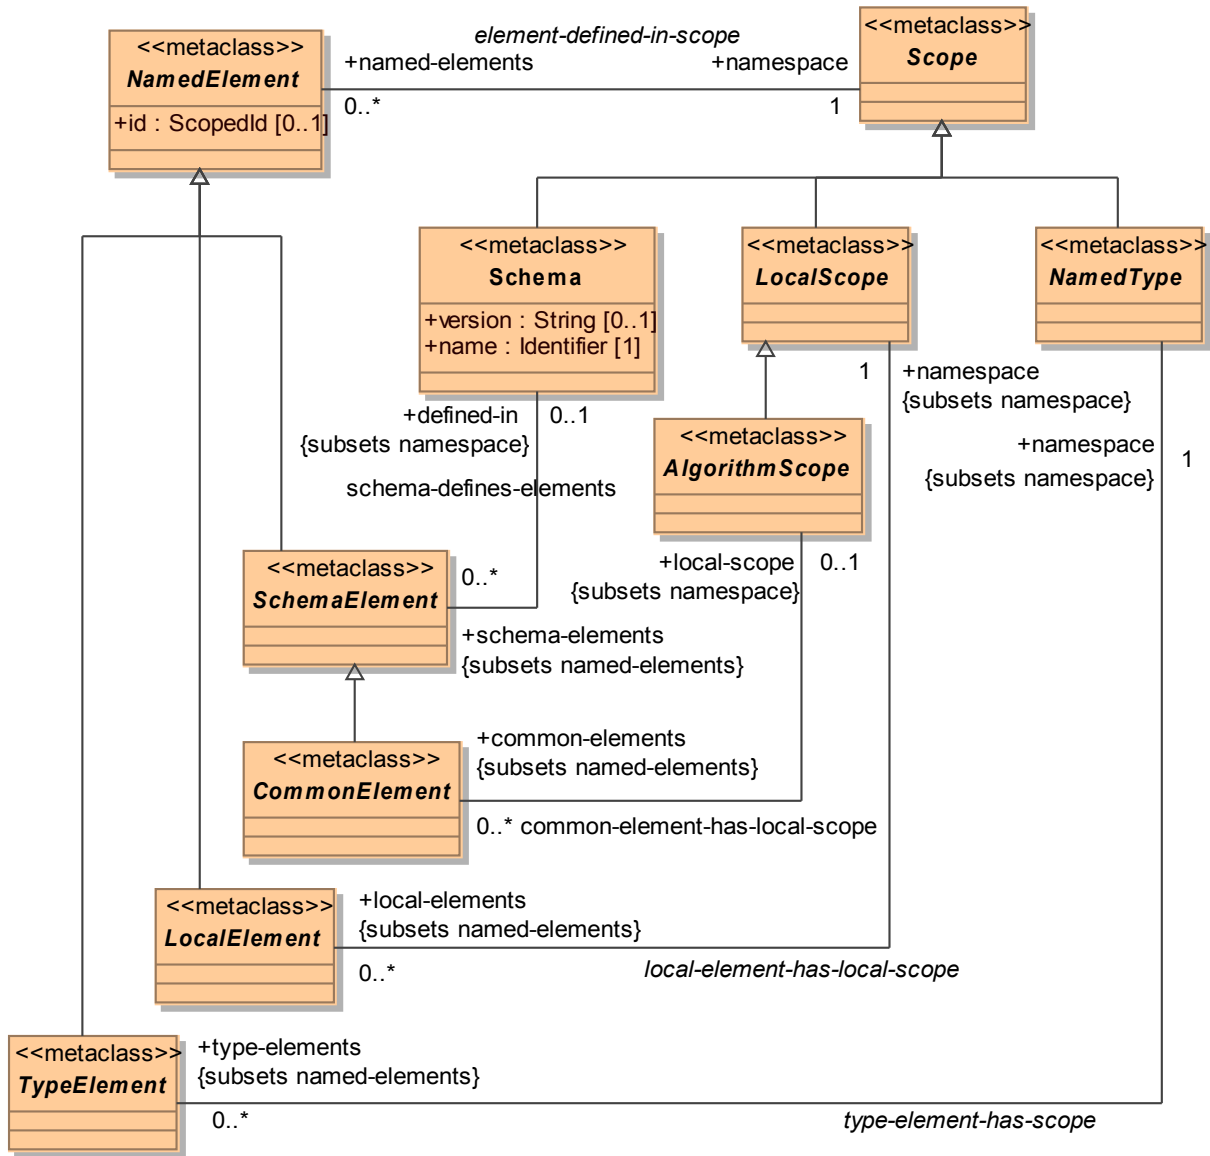 <<metaclass>>
NamedElement
+id : ScopedId [0..1]
element-defined-in-scope
+named-elements
+namespace
0..*
1
<<metaclass>>
Scope
<<metaclass>>
Schema
+version : String [0..1]
+name : Identifier [1]
<<metaclass>>
LocalScope
<<metaclass>>
NamedType
1
+namespace
{subsets namespace}
+defined-in
0..1
{subsets namespace}
schema-defines-elements
<<metaclass>>
AlgorithmScope
+namespace
1
{subsets namespace}
+local-scope
0..1
{subsets namespace}
<<metaclass>>
SchemaElement
0..*
+schema-elements
{subsets named-elements}
<<metaclass>>
CommonElement
+common-elements
{subsets named-elements}
0..* common-element-has-local-scope
<<metaclass>>
LocalElement
+local-elements
{subsets named-elements}
0..*
local-element-has-local-scope
<<metaclass>>
TypeElement
+type-elements
{subsets named-elements}
0..*
type-element-has-scope